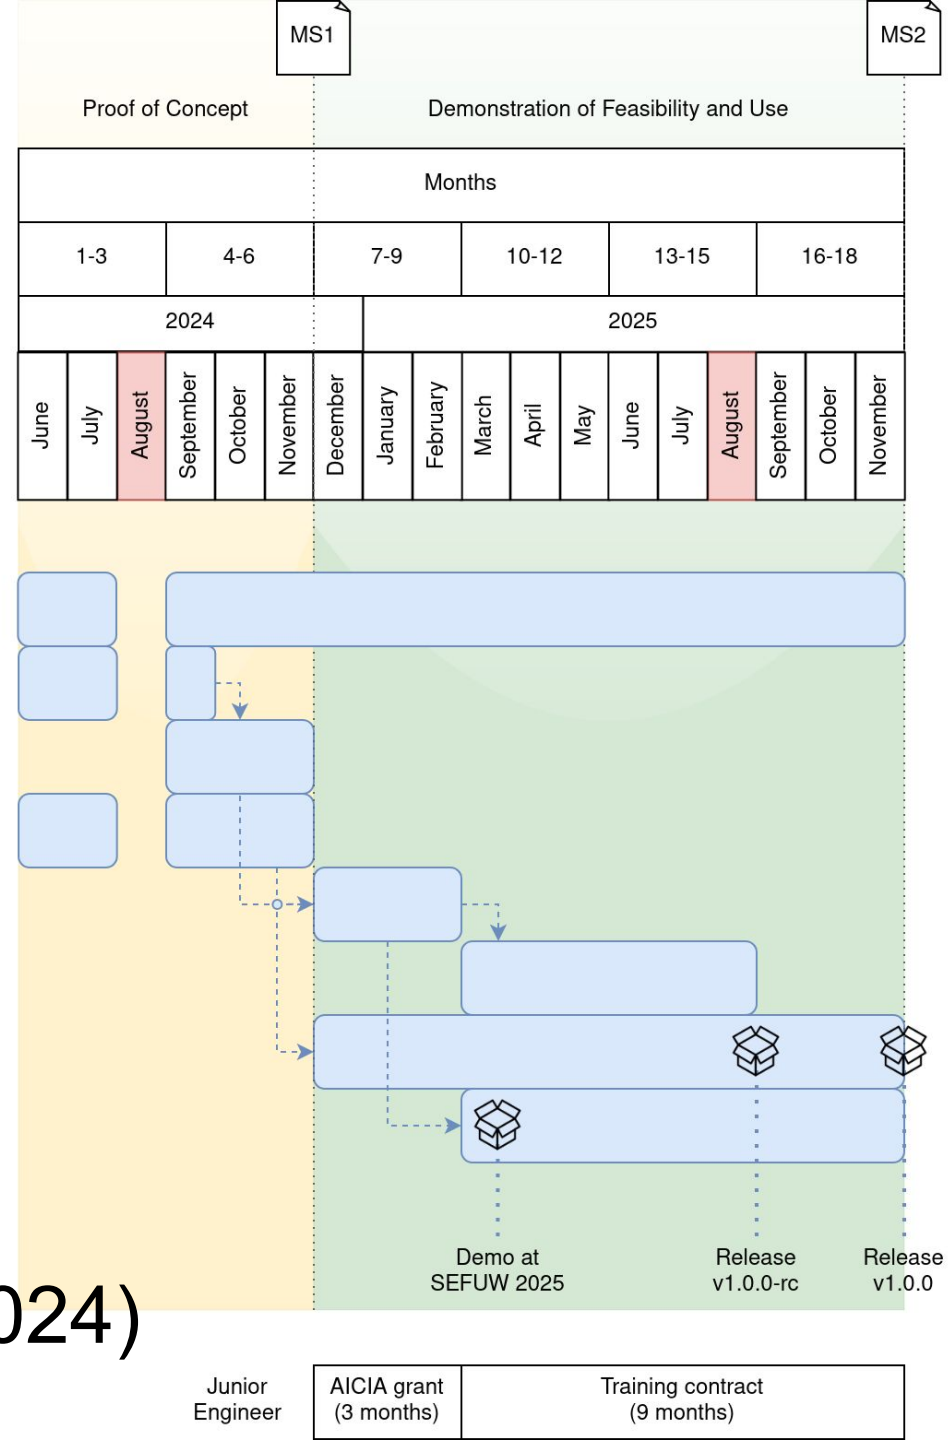 MS1
MS2
Proof of Concept
Demonstration of Feasibility and Use
Months
1-3
4-6
7-9
10-12
13-15
16-18
2024
2025
June
July
August
September
October
November
December
January
February
March
April
May
June
July
August
September
October
November
Demo at
SEFUW 2025
Release
v1.0.0-rc
Release
v1.0.0
024)
Junior
Engineer
AICIA grant
(3 months)
Training contract
(9 months)